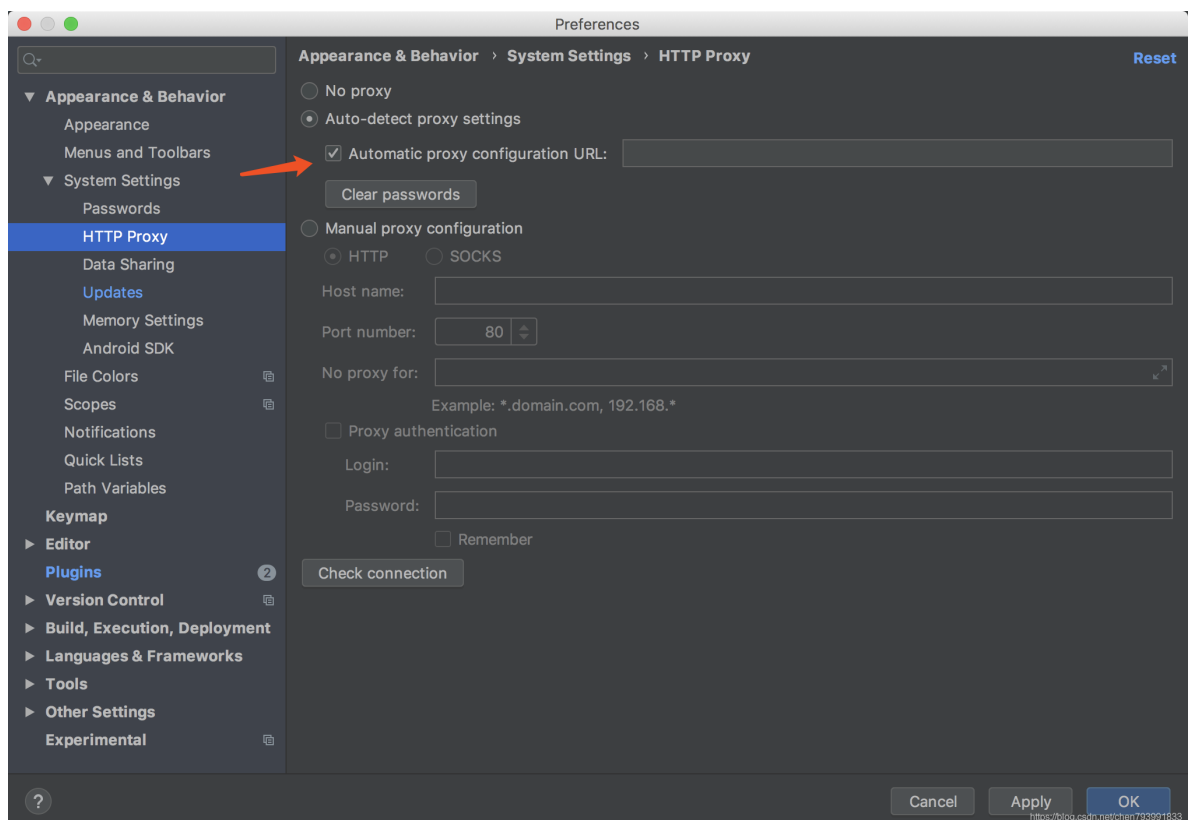 Preferences
Appearance & Behavior › System Settings › HTTP Proxy
Reset
Appearance & Behavior
Appearance
Menus and Toolbars
System Settings
Passwords
HTTP Proxy
Data Sharing
Updates
Memory Settings
Android SDK
File Colors
Scopes
Notifications
Quick Lists
Path Variables
Keymap
Editor
Plugins 2
Version Control
Build, Execution, Deployment
Languages & Frameworks
Tools
Other Settings
Experimental
No proxy
Auto-detect proxy settings
Automatic proxy configuration URL:
Clear passwords
Manual proxy configuration
HTTP SOCKS
Host name:
Port number: 80
No proxy for:
Example: *.domain.com, 192.168.*
Proxy authentication
Login:
Password:
Remember
Check connection
?
Cancel Apply OK
https://blog.csdn.net/chen793991833